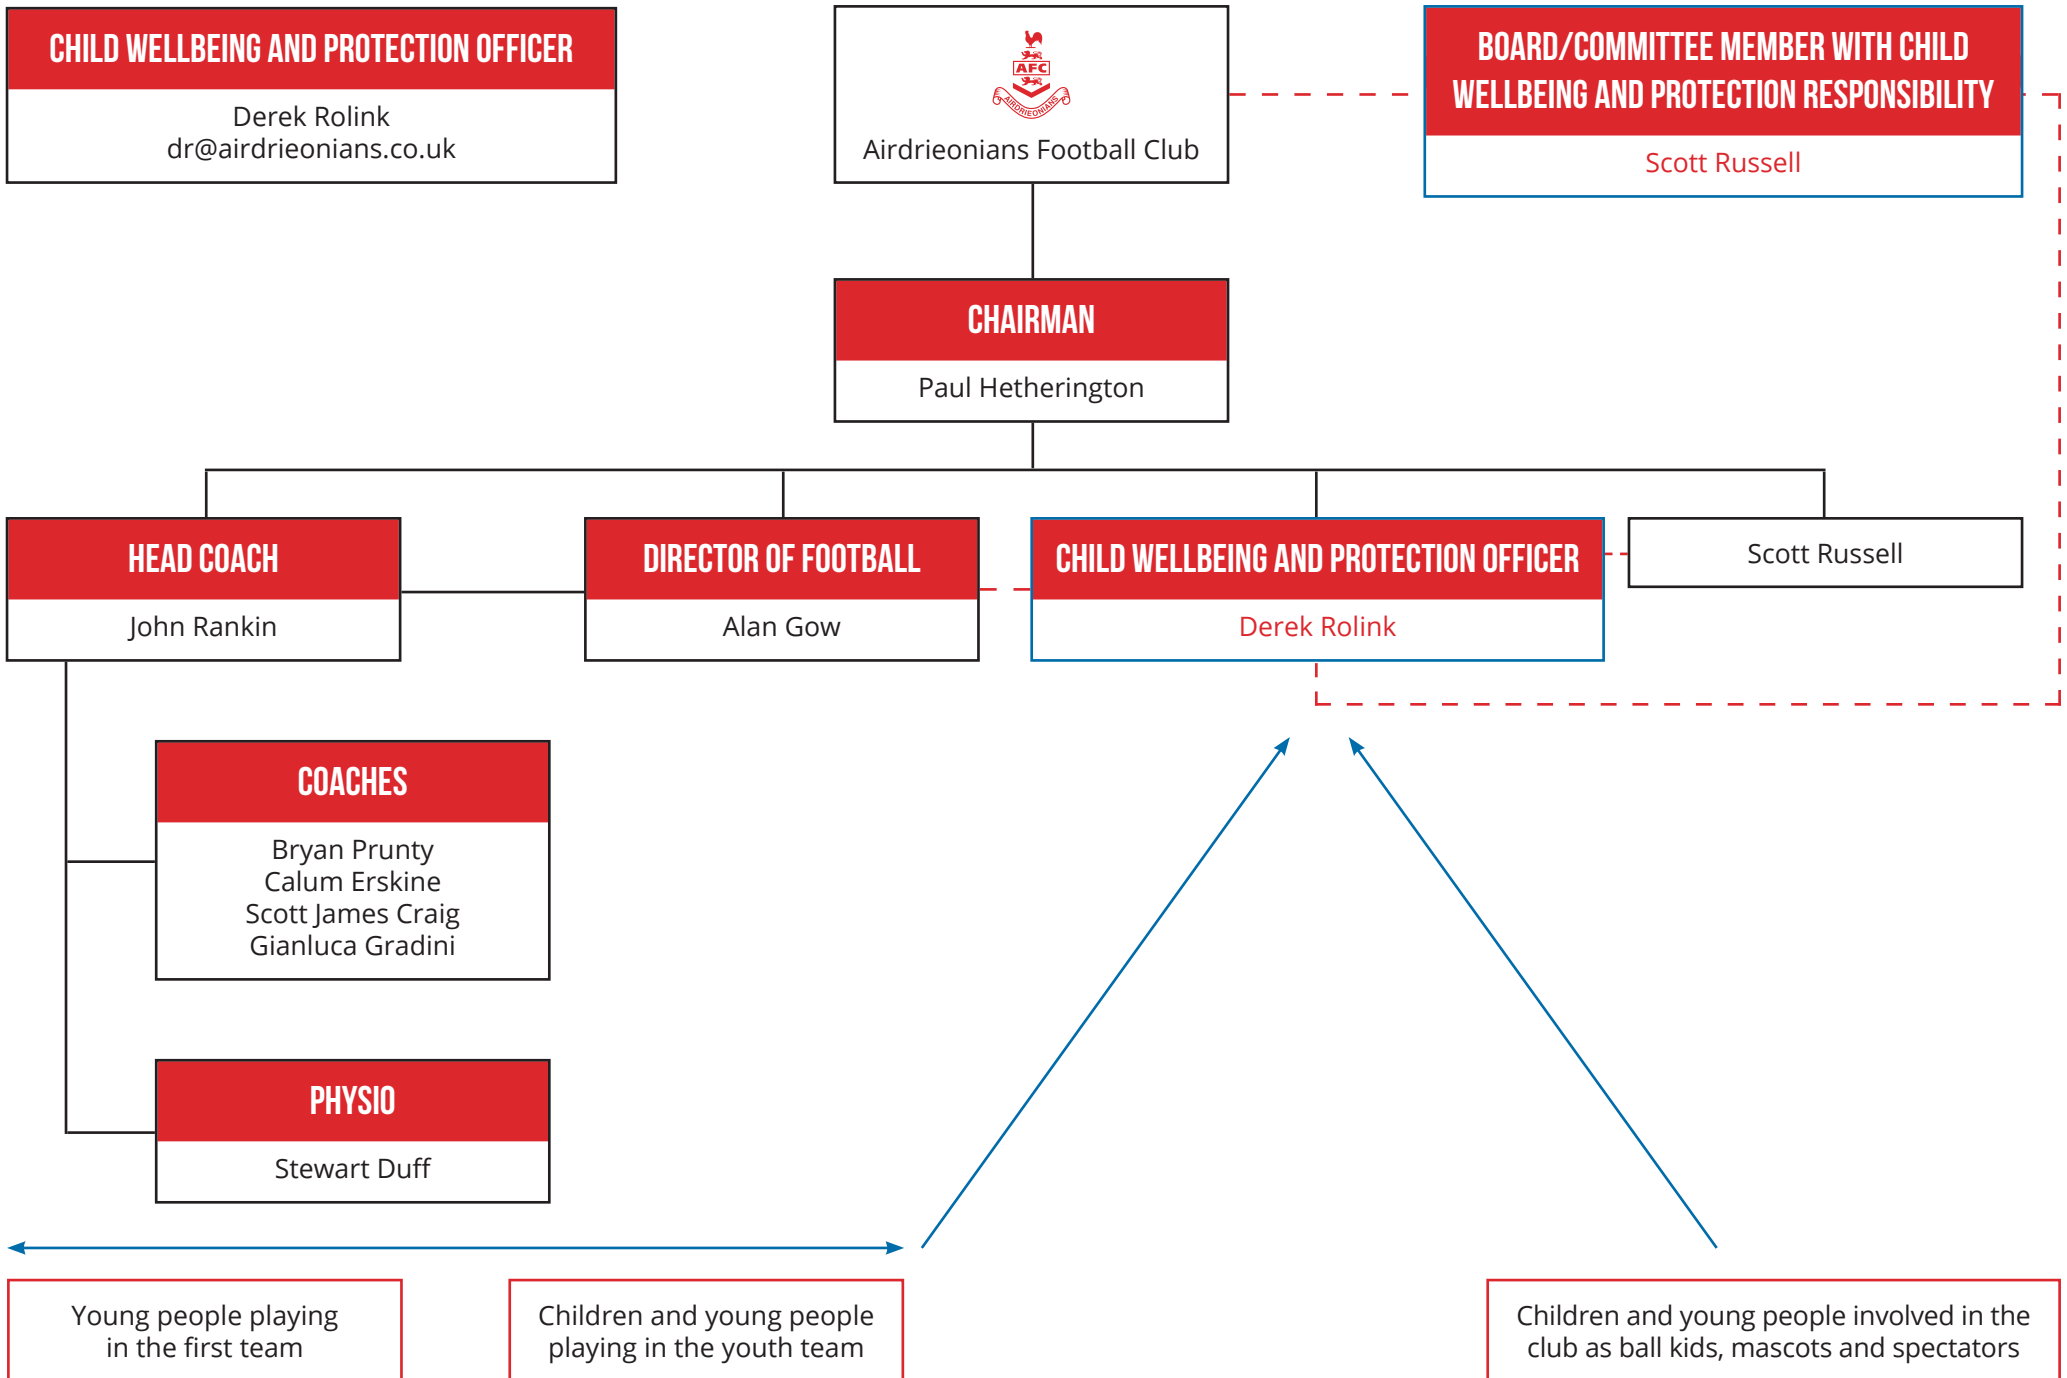 CHILD WELLBEING AND PROTECTION OFFICER
Derek Rolink
dr@airdrieonians.co.uk
AFC
AIRDRIEONIANS
Airdrieonians Football Club
BOARD/COMMITTEE MEMBER WITH CHILD
WELLBEING AND PROTECTION RESPONSIBILITY
Scott Russell
CHAIRMAN
Paul Hetherington
HEAD COACH
John Rankin
DIRECTOR OF FOOTBALL
Alan Gow
CHILD WELLBEING AND PROTECTION OFFICER
Derek Rolink
Scott Russell
COACHES
Bryan Prunty
Calum Erskine
Scott James Craig
Gianluca Gradini
PHYSIO
Stewart Duff
Young people playing
in the first team
Children and young people
playing in the youth team
Children and young people involved in the
club as ball kids, mascots and spectators